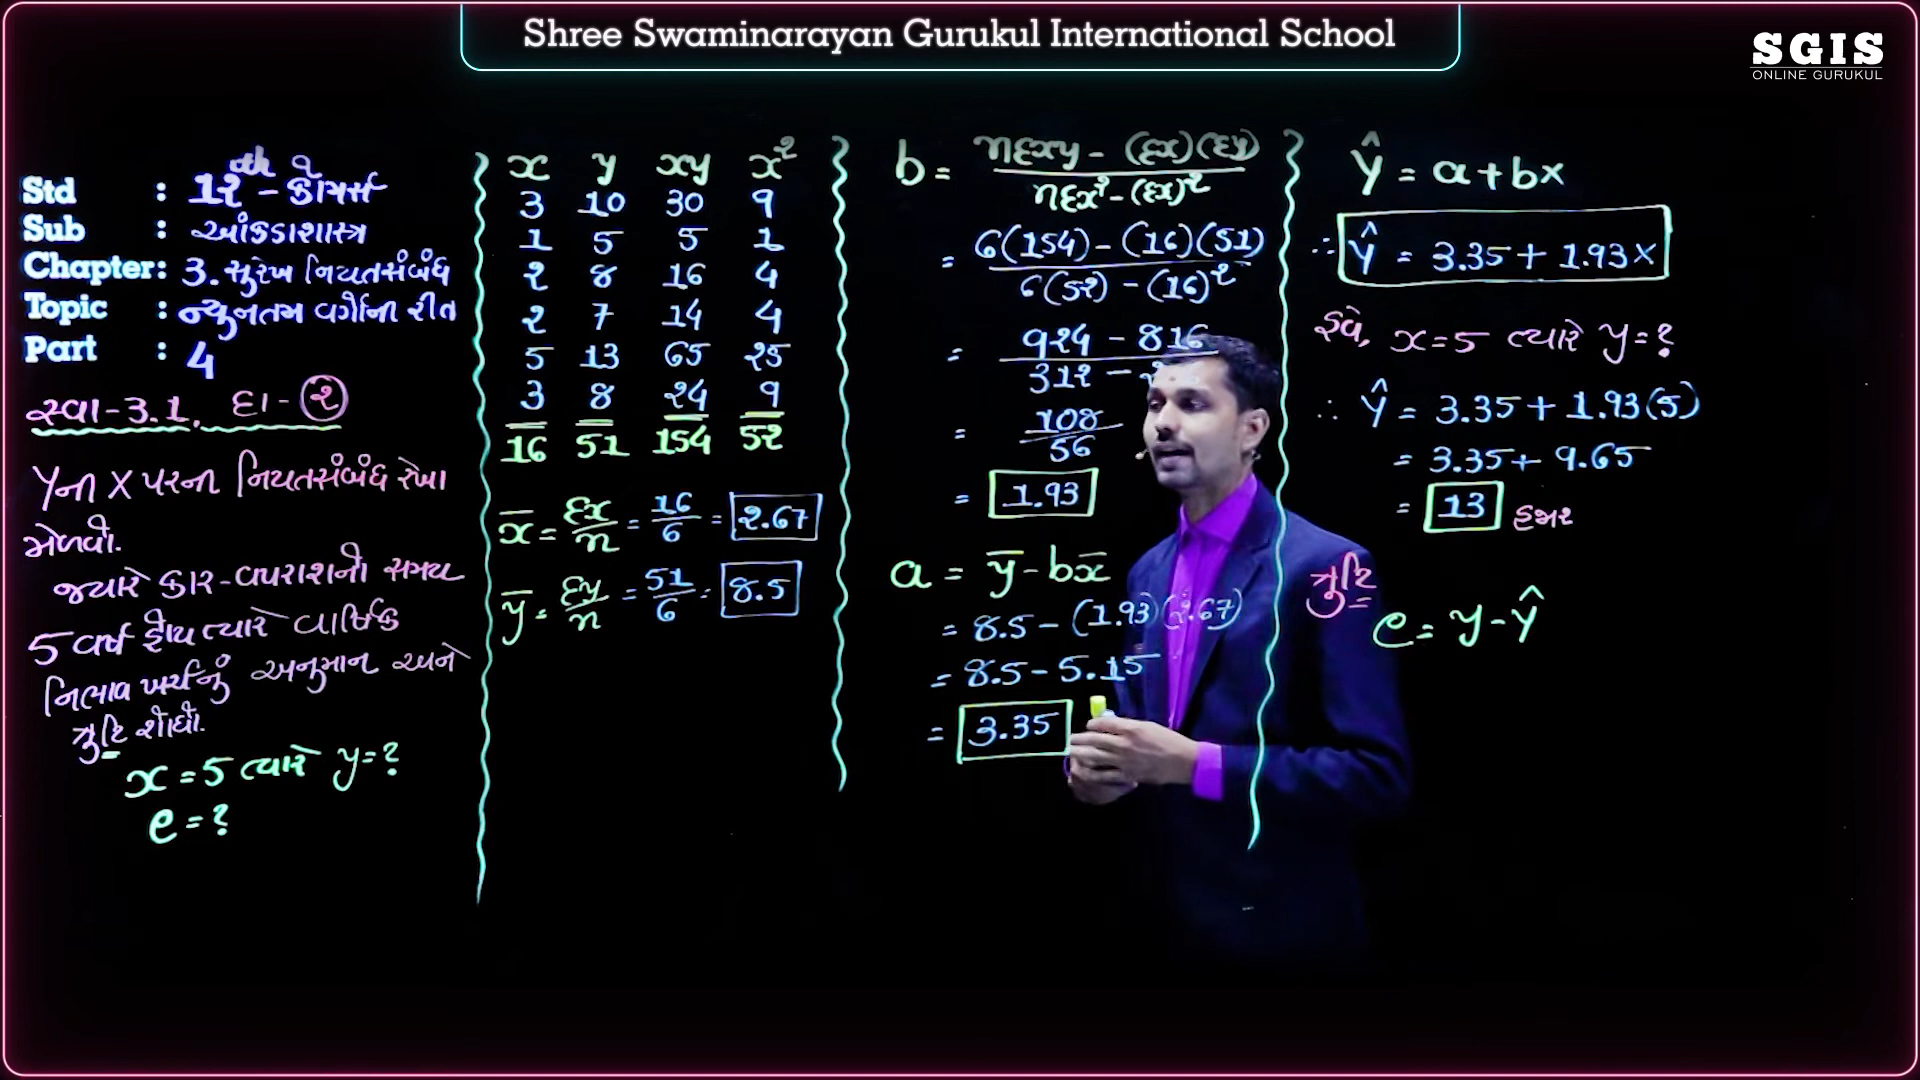 Shree Swaminarayan Gurukul International School
SGIS
ONLINE GURUKUL
Std : 12th - કોમર્સ
Sub : આંકડાશાસ્ત્ર
Chapter: 3. સુરેખ નિયતસંબંધ
Topic : ન્યુનતમ વર્ગોની રીત
Part : 4
સ્વા-3.1. દા-(૨)
Yની X પરની નિયતસંબંધ રેખા
મેળવો.
જ્યારે કાર-વપરાશનો સમય
5 વર્ષ હોય ત્યારે વાર્ષિક
નિભાવ ખર્ચનું અનુમાન અને
ત્રુટિ શોધો.
x = 5 ત્યારે y = ?
e = ?
x y xy x²
3 10 30 9
1 5 5 1
2 8 16 4
2 7 14 4
5 13 65 25
3 8 24 9
16 51 154 52
x̄ = Σx/n = 16/6 = 2.67
ȳ = Σy/n = 51/6 = 8.5
b = nΣxy - (Σx)(Σy) / nΣx² - (Σx)²
= 6(154) - (16)(51) / 6(52) - (16)²
= 924 - 816 / 312 -
= 108/56
= 1.93
a = ȳ - bx̄
= 8.5 - (1.93)(2.67)
= 8.5 - 5.15
= 3.35
Ŷ = a + bx
∴ Ŷ = 3.35 + 1.93x
હવે, x = 5 ત્યારે y = ?
∴ Ŷ = 3.35 + 1.93(5)
= 3.35 + 9.65
= 13 હજાર
ત્રુટિ
e = y - Ŷ